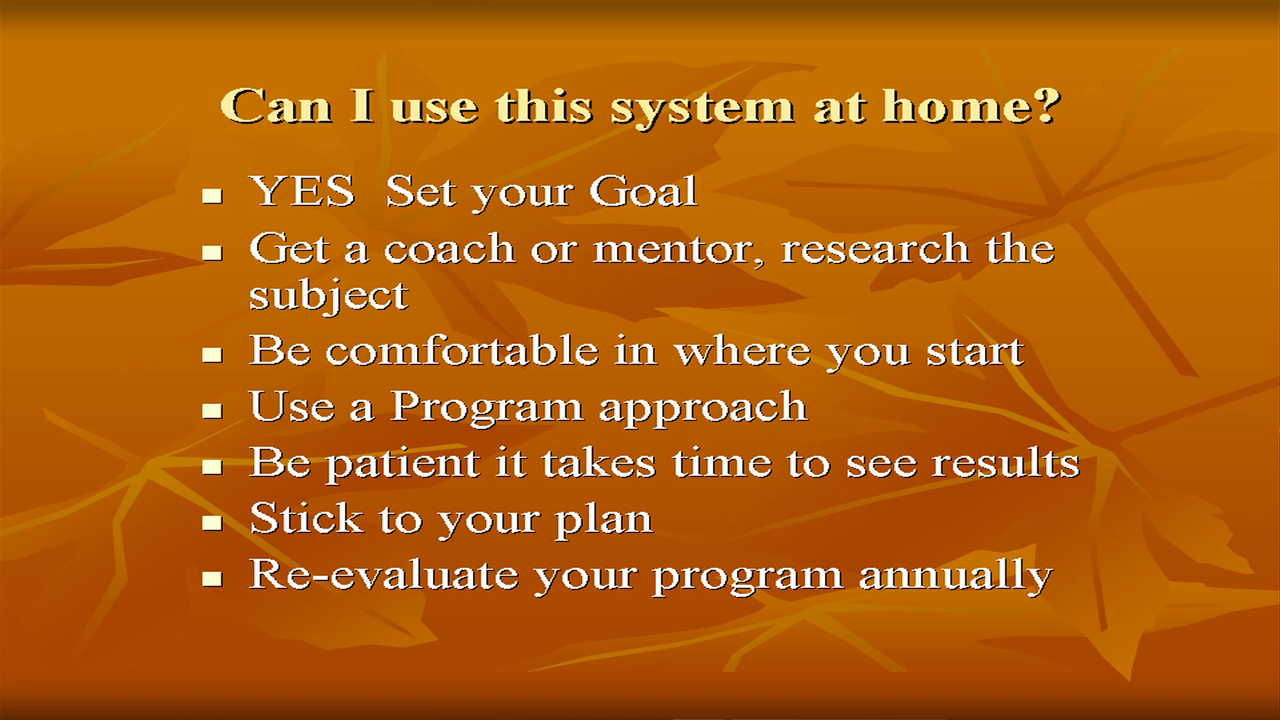 Can I use this system at home?
YES  Set your Goal
Get a coach or mentor, research the
subject
Be comfortable in where you start
Use a Program approach
Be patient it takes time to see results
Stick to your plan
Re-evaluate your program annually